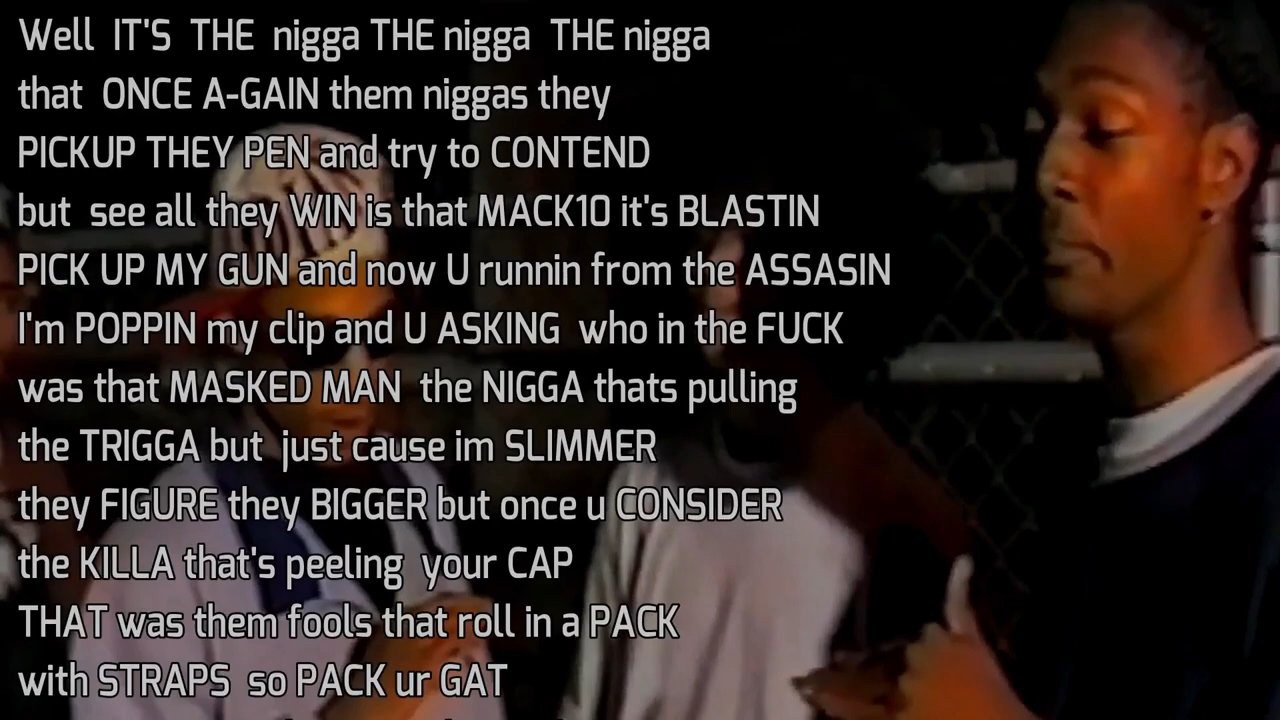 Well IT'S THE nigga THE nigga THE nigga
that ONCE A-GAIN them niggas they
PICKUP THEY PEN and try to CONTEND
but see all they WIN is that MACK10 it's BLASTIN
PICK UP MY GUN and now U runnin from the ASSASIN
I'm POPPIN my clip and U ASKING who in the FUCK
was that MASKED MAN the NIGGA thats pulling
the TRIGGA but just cause im SLIMMER
they FIGURE they BIGGER but once u CONSIDER
the KILLA that's peeling your CAP
THAT was them fools that roll in a PACK
with STRAPS so PACK ur GAT